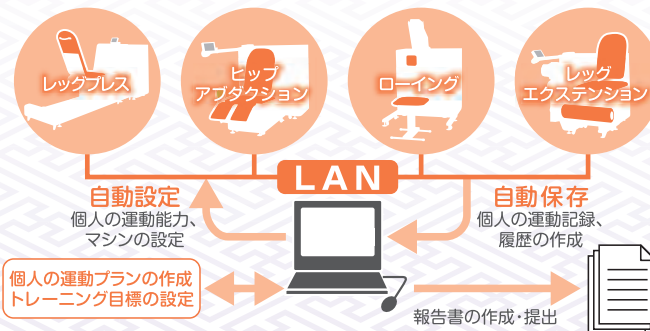 レッグプレス
ヒップ
アブダクション
ローイング
レッグ
エクステンション
LAN
自動設定
個人の運動能力、
マシンの設定
自動保存
個人の運動記録、
履歴の作成
個人の運動プランの作成
トレーニング目標の設定
報告書の作成・提出